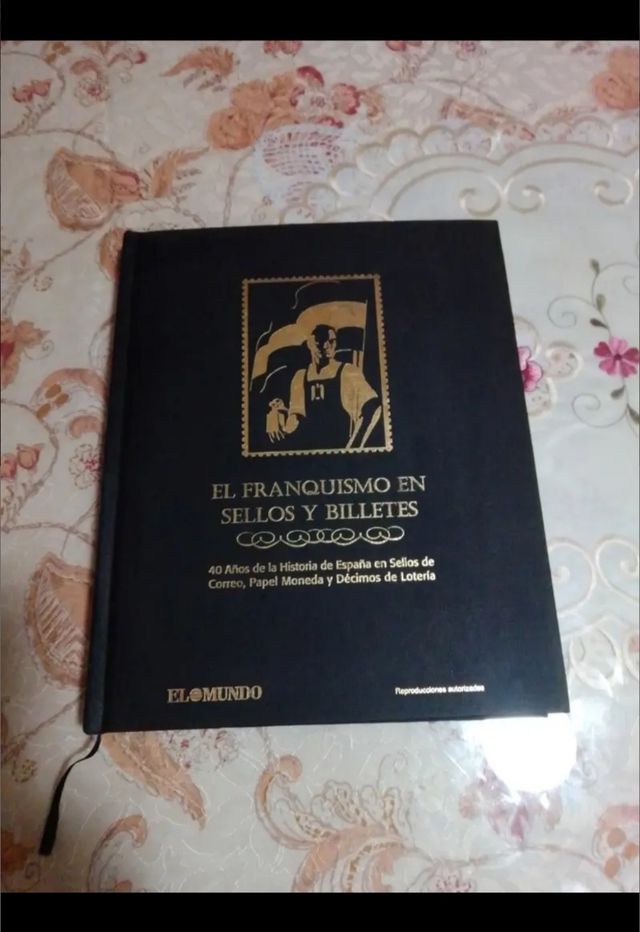 EL FRANQUISMO EN
SELLOS Y BILLETES
40 Años de la Historia de España en Sellos de
Correo, Papel Moneda y Décimos de Lotería
EL MUNDO
Reproducciones autorizadas